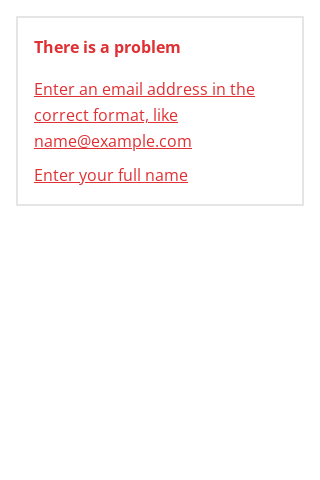 There is a problem
Enter an email address in the
correct format, like
name@example.com
Enter your full name